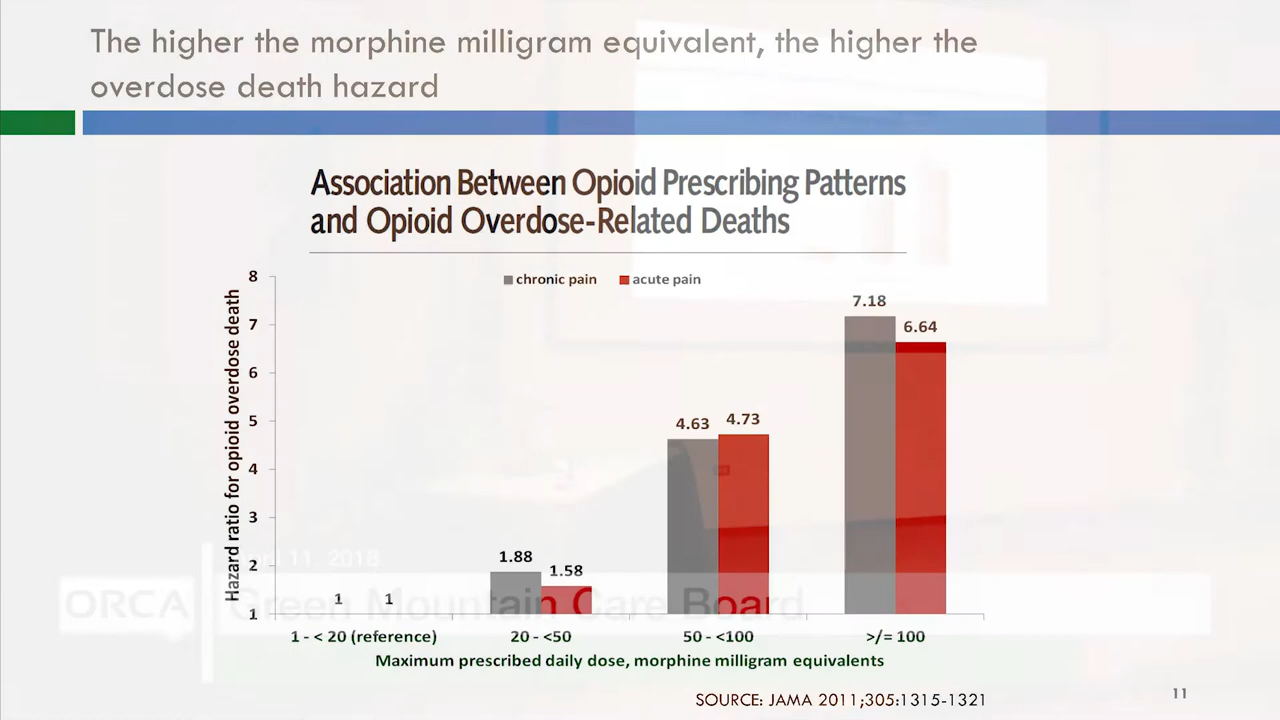 The higher the morphine milligram equivalent, the higher the
overdose death hazard
Association Between Opioid Prescribing Patterns
and Opioid Overdose-Related Deaths
chronic pain
acute pain
Hazard ratio for opioid overdose death
8
7
6
5
4
3
2
1
1
1
1.88
1.58
4.63
4.73
7.18
6.64
1 - < 20 (reference)
20 - <50
50 - <100
>/= 100
Maximum prescribed daily dose, morphine milligram equivalents
April 11, 2018
ORCA
Green Mountain Care Board
SOURCE: JAMA 2011;305:1315-1321
11